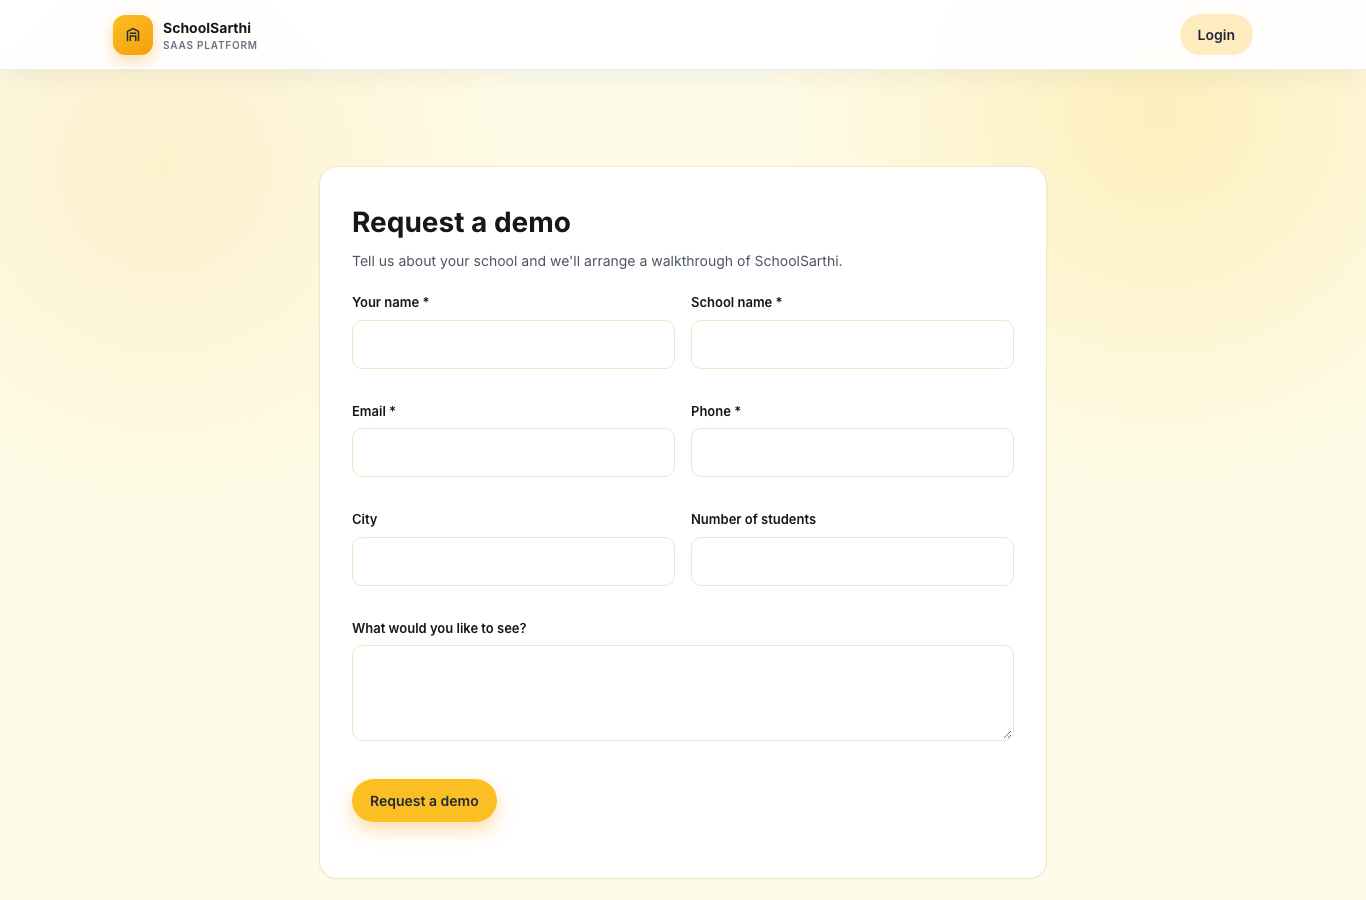 SchoolSarthi
SAAS PLATFORM
Login
Request a demo
Tell us about your school and we'll arrange a walkthrough of SchoolSarthi.
Your name *
School name *
Email *
Phone *
City
Number of students
What would you like to see?
Request a demo